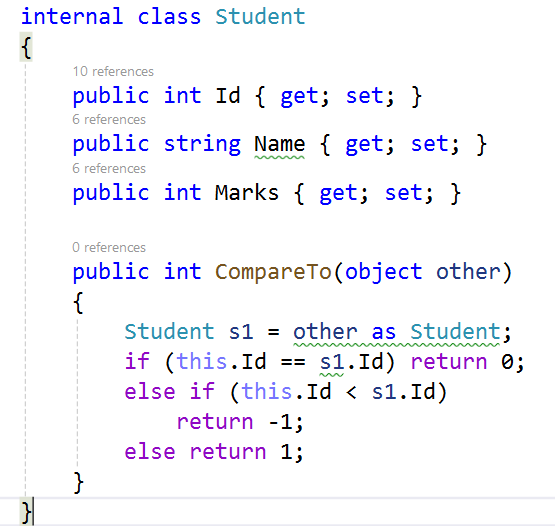 internal class Student
{
10 references
public int Id { get; set; }
6 references
public string Name { get; set; }
6 references
public int Marks { get; set; }
0 references
public int CompareTo(object other)
{
Student s1 = other as Student;
if (this.Id == s1.Id) return 0;
else if (this.Id < s1.Id)
return -1;
else return 1;
}
}